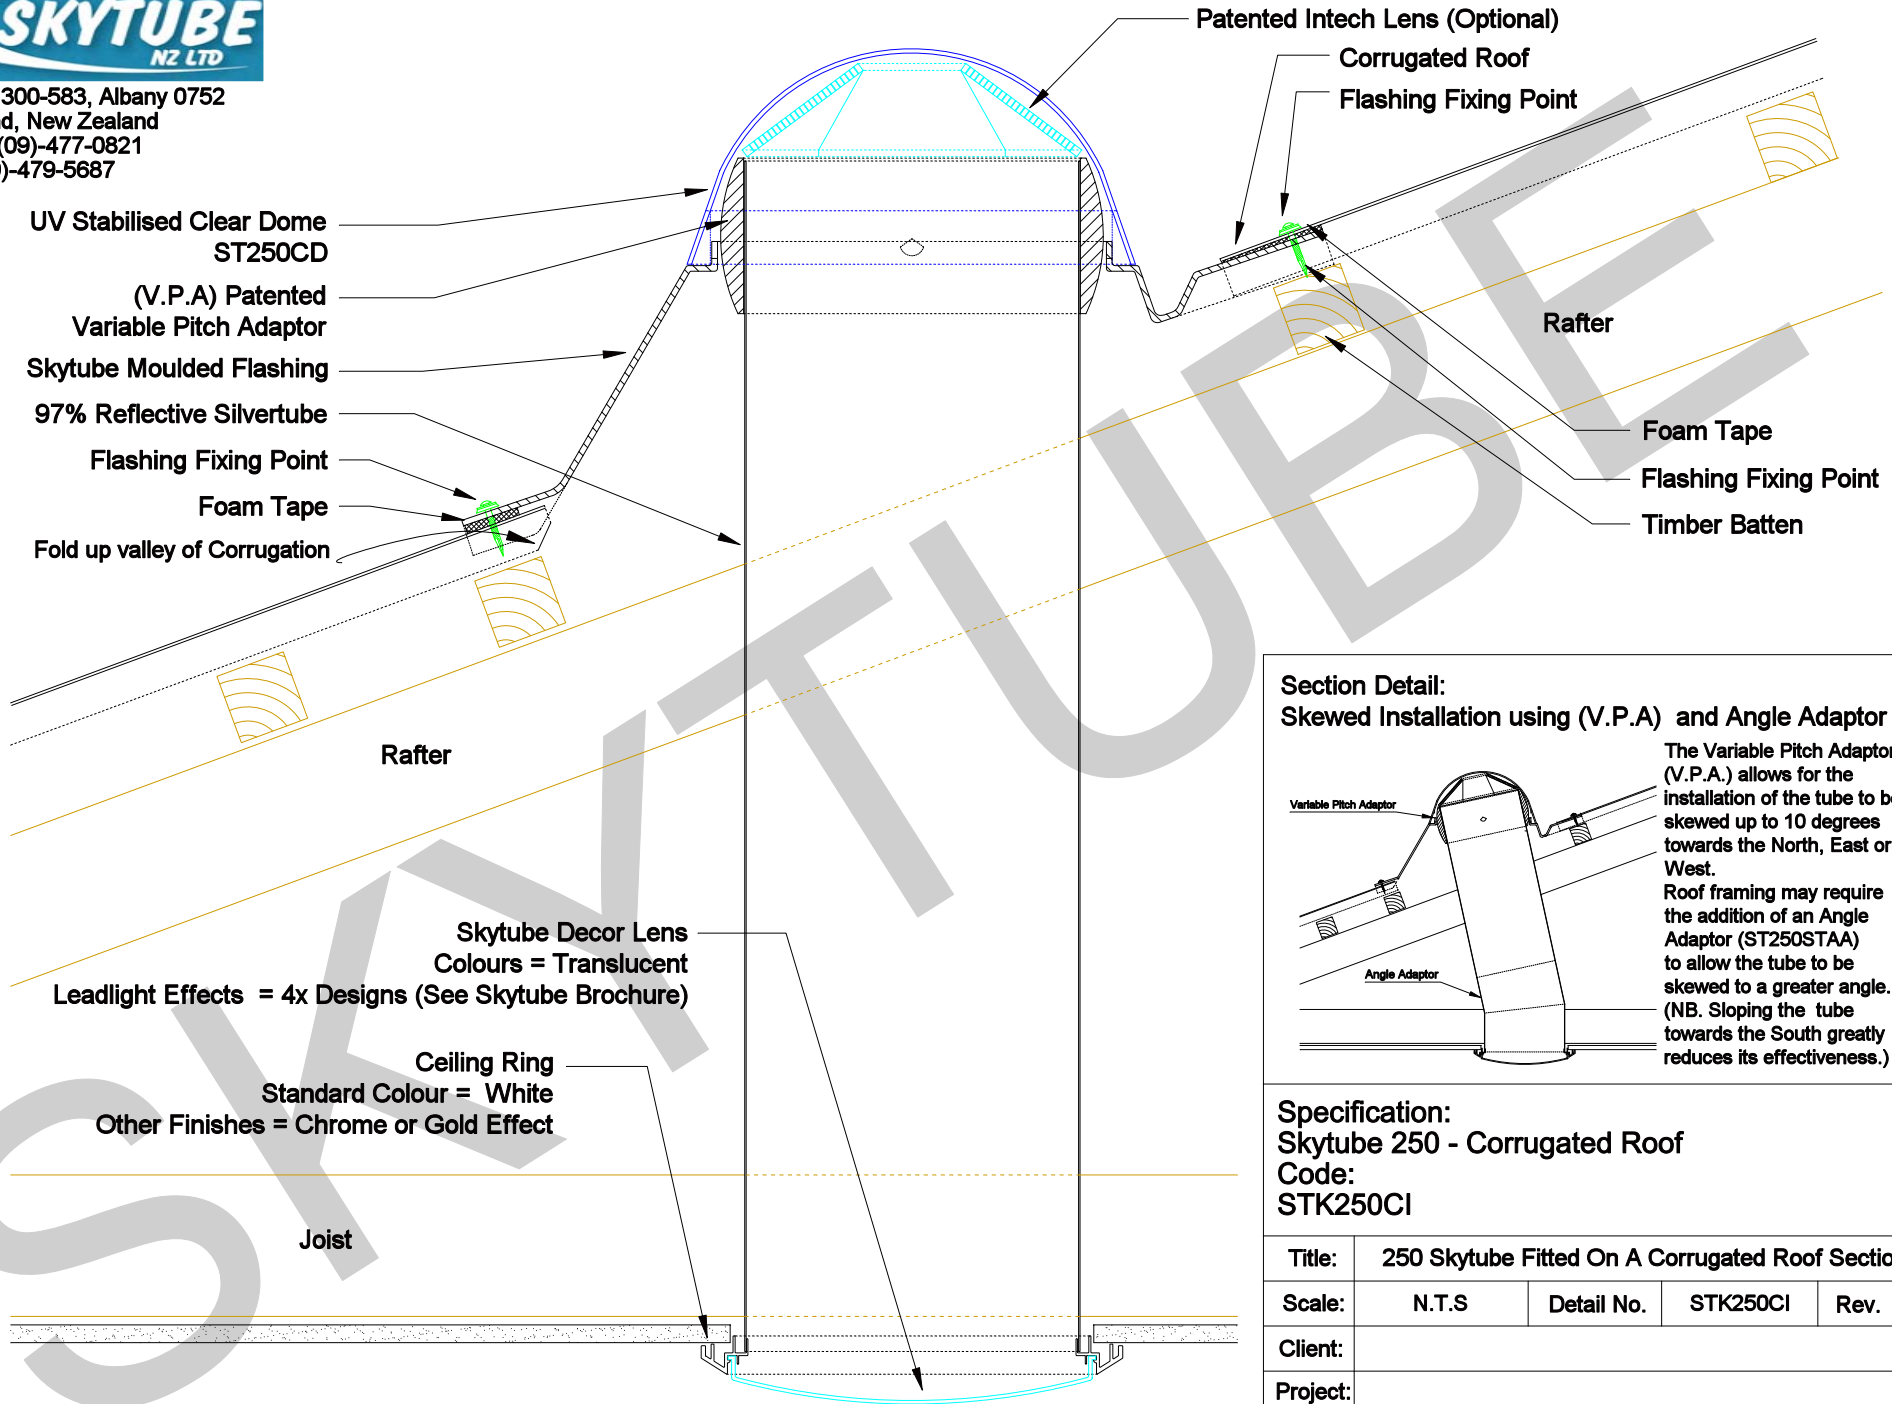 SKYTUBE
NZ LTD
300-583, Albany 0752
d, New Zealand
(09)-477-0821
)-479-5687
Patented Intech Lens (Optional)
Corrugated Roof
Flashing Fixing Point
UV Stabilised Clear Dome
ST250CD
(V.P.A) Patented
Variable Pitch Adaptor
Skytube Moulded Flashing
97% Reflective Silvertube
Flashing Fixing Point
Foam Tape
Fold up valley of Corrugation
Rafter
Foam Tape
Flashing Fixing Point
Timber Batten
Rafter
Skytube Decor Lens
Colours = Translucent
Leadlight Effects = 4x Designs (See Skytube Brochure)
Ceiling Ring
Standard Colour = White
Other Finishes = Chrome or Gold Effect
Joist
SKYTUBE
Section Detail:
Skewed Installation using (V.P.A) and Angle Adaptor
Variable Pitch Adaptor
Angle Adaptor
The Variable Pitch Adaptor
(V.P.A.) allows for the
installation of the tube to be
skewed up to 10 degrees
towards the North, East or
West.
Roof framing may require
the addition of an Angle
Adaptor (ST250STAA)
to allow the tube to be
skewed to a greater angle.
(NB. Sloping the tube
towards the South greatly
reduces its effectiveness.)
Specification:
Skytube 250 - Corrugated Roof
Code:
STK250CI
Title: 250 Skytube Fitted On A Corrugated Roof Sectio
Scale: N.T.S Detail No. STK250CI Rev.
Client:
Project: